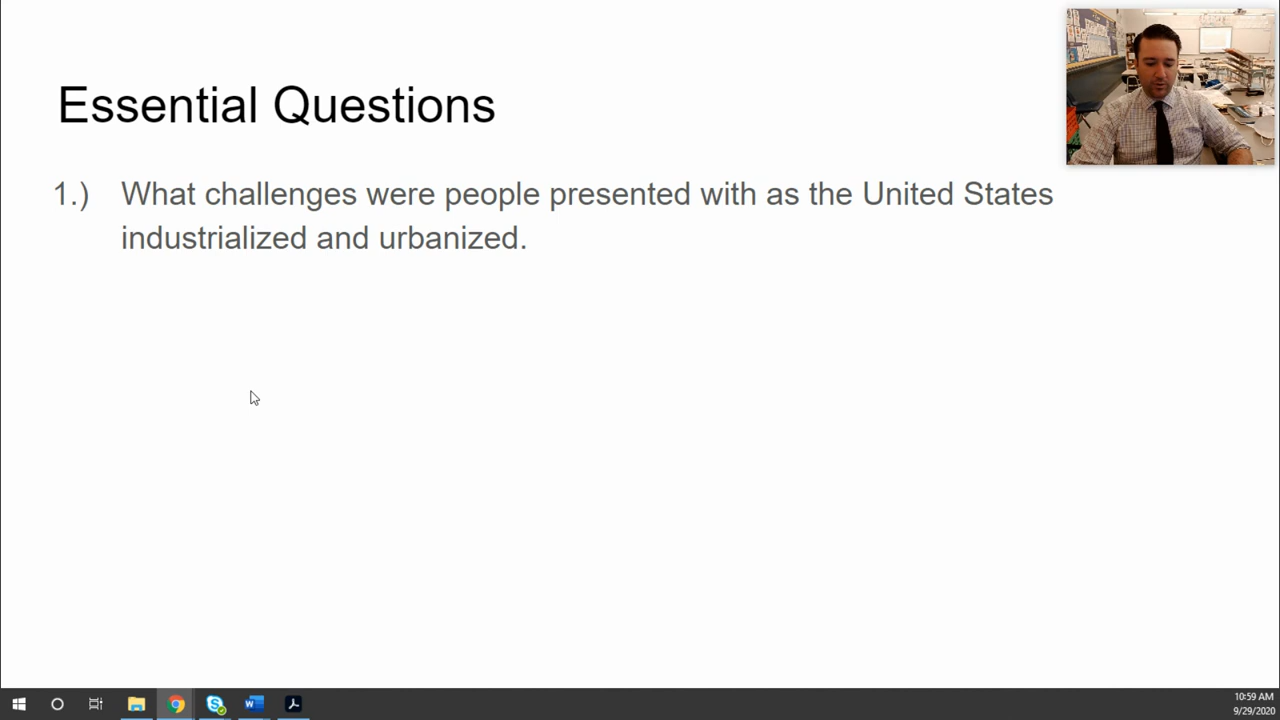 Essential Questions
1.) What challenges were people presented with as the United States
industrialized and urbanized.
10:59 AM
9/29/2020